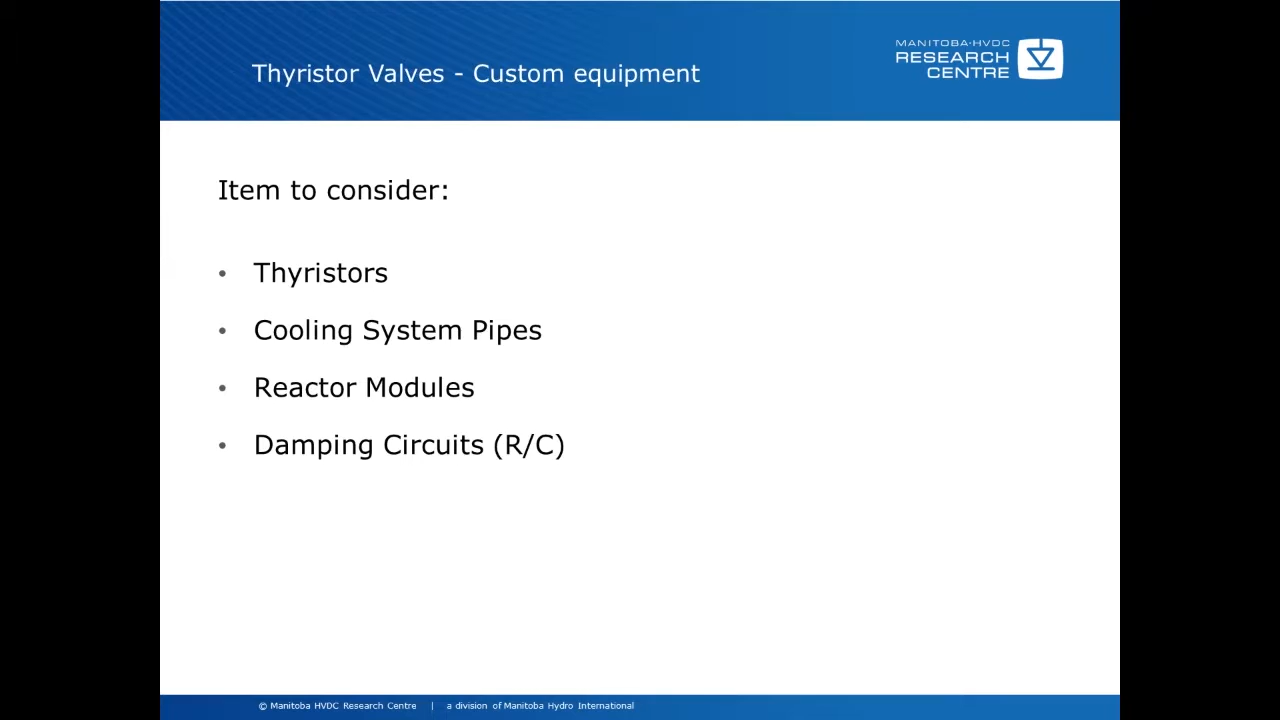 Thyristor Valves - Custom equipment
MANITOBA-HVDC
RESEARCH
CENTRE
Item to consider:
• Thyristors
• Cooling System Pipes
• Reactor Modules
• Damping Circuits (R/C)
© Manitoba HVDC Research Centre | a division of Manitoba Hydro International